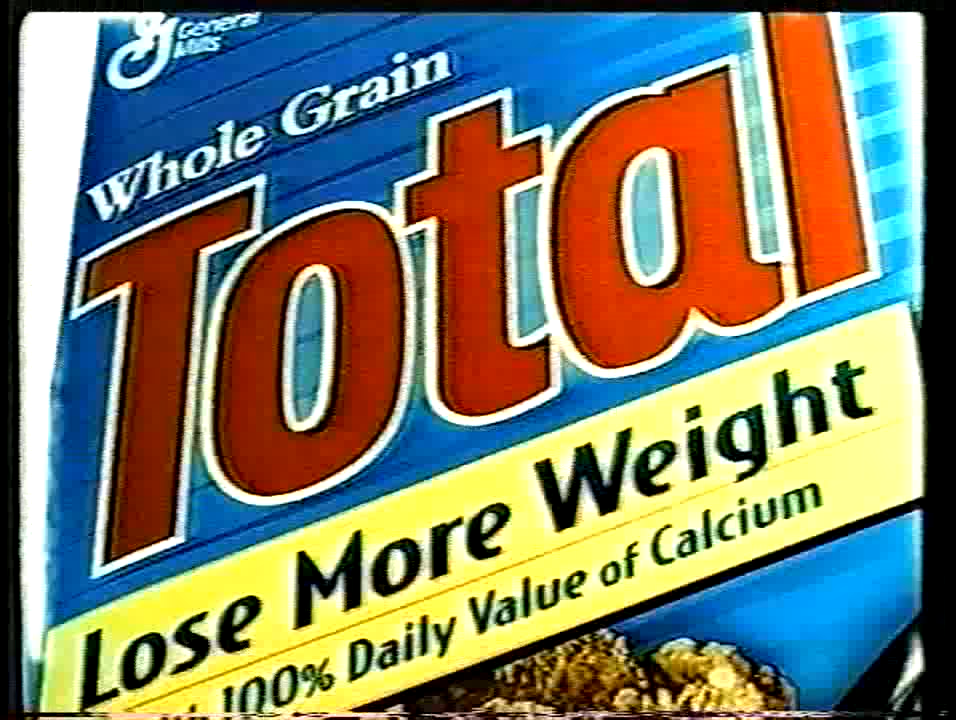 General
Mills
Whole Grain
Total
Lose More Weight
100% Daily Value of Calcium